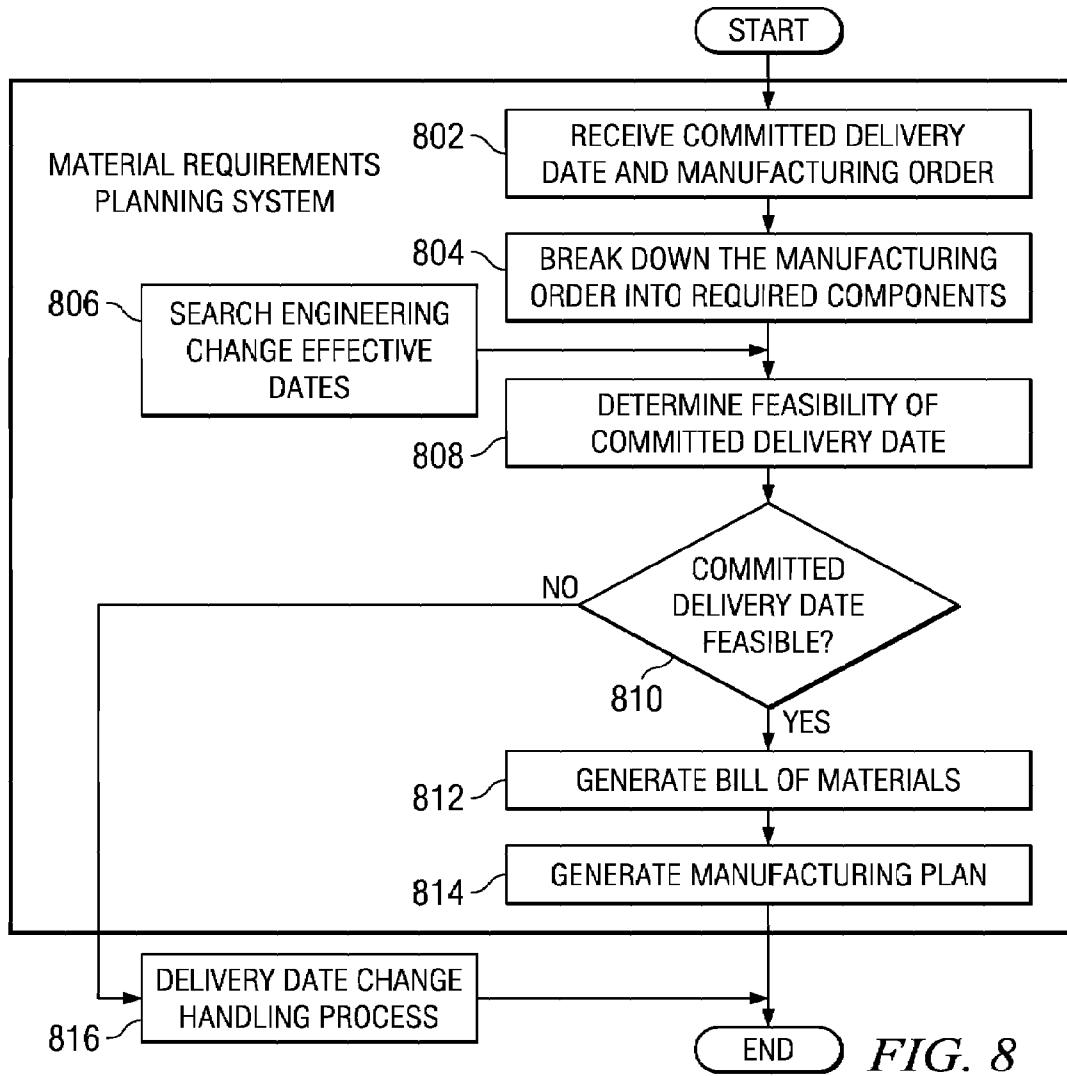 START
MATERIAL REQUIREMENTS
PLANNING SYSTEM
802
RECEIVE COMMITTED DELIVERY
DATE AND MANUFACTURING ORDER
804
BREAK DOWN THE MANUFACTURING
ORDER INTO REQUIRED COMPONENTS
806
SEARCH ENGINEERING
CHANGE EFFECTIVE
DATES
808
DETERMINE FEASIBILITY OF
COMMITTED DELIVERY DATE
COMMITTED
DELIVERY DATE
FEASIBLE?
NO
810
YES
812
GENERATE BILL OF MATERIALS
814
GENERATE MANUFACTURING PLAN
DELIVERY DATE CHANGE
HANDLING PROCESS
816
END
FIG. 8